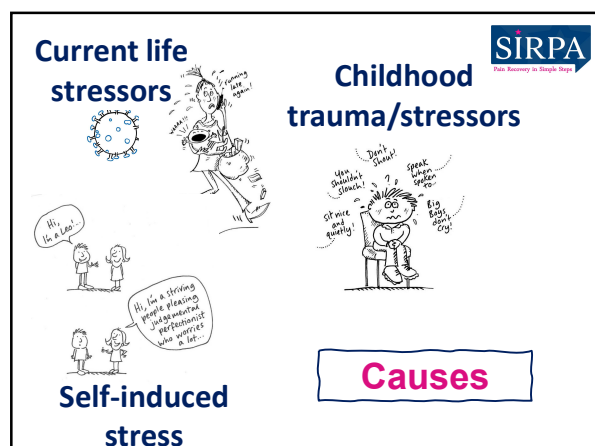 Current life
stressors
SiRPA
Pain Recovery in Simple Steps
Childhood
trauma/stressors
running
late
again!
waaaa!!
Don't
shout!
You
shouldn't
slouch!
speak
when
spoken
to...
Sit nice
and
quietly!
Big
Boys
don't
cry!
Hi,
I'm a Leo!...
Hi, I'm a striving
people pleasing
judgemental
perfectionist
who worries
a lot...
Causes
Self-induced
stress